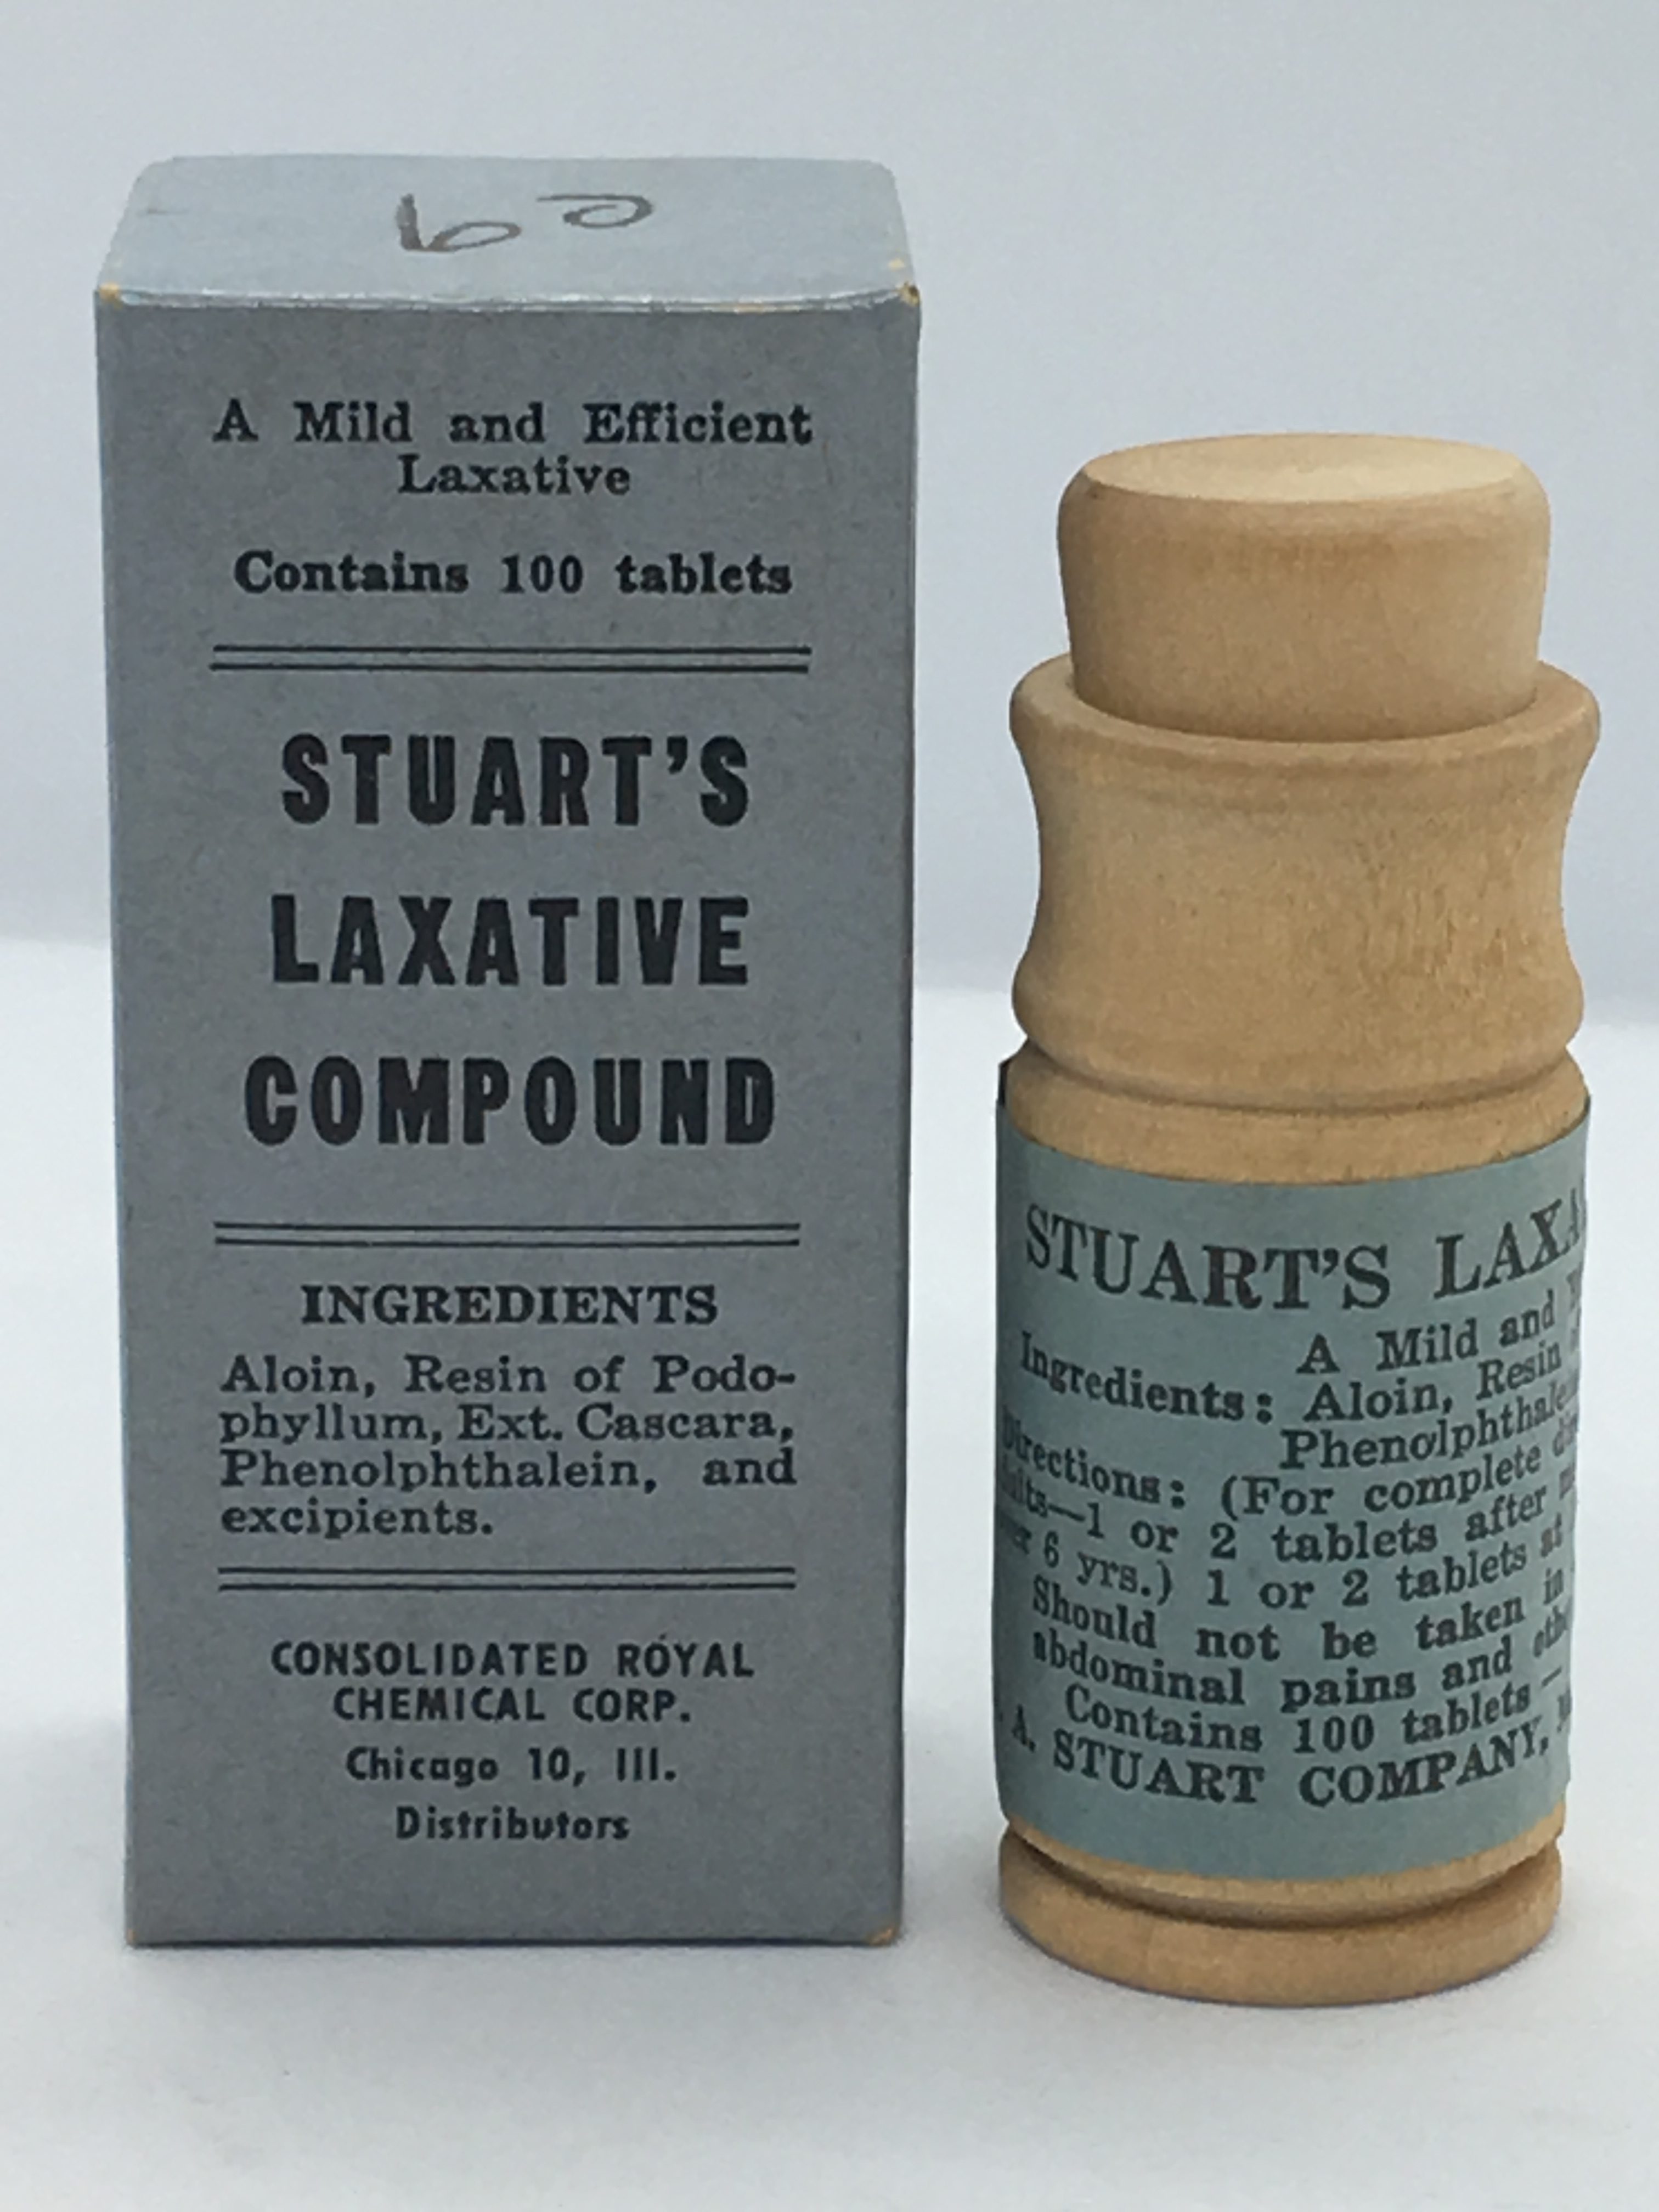 A Mild and Efficient
Laxative
Contains 100 tablets
STUART'S
LAXATIVE
COMPOUND
INGREDIENTS
Aloin, Resin of Podo-
phyllum, Ext. Cascara,
Phenolphthalein, and
excipients.
CONSOLIDATED ROYAL
CHEMICAL CORP.
Chicago 10, Ill.
Distributors
STUART'S LAXA
A Mild and
Ingredients: Aloin, Resin
Phenolphthale
Directions: (For complete
1 or 2 tablets after
6 yrs.) 1 or 2 tablets at
Should not be taken in
abdominal pains and
Contains 100 tablets—
A. STUART COMPANY,